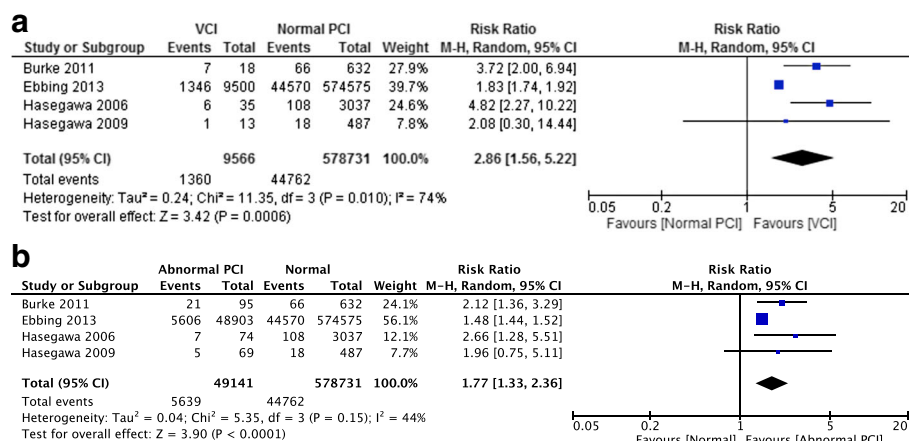 a
VCI Normal PCI Risk Ratio Risk Ratio
Study or Subgroup Events Total Events Total Weight M-H, Random, 95% CI M-H, Random, 95% CI
Burke 2011 7 18 66 632 27.9% 3.72 [2.00, 6.94]
Ebbing 2013 1346 9500 44570 574575 39.7% 1.83 [1.74, 1.92]
Hasegawa 2006 6 35 108 3037 24.6% 4.82 [2.27, 10.22]
Hasegawa 2009 1 13 18 487 7.8% 2.08 [0.30, 14.44]
Total (95% CI) 9566 578731 100.0% 2.86 [1.56, 5.22]
Total events 1360 44762
Heterogeneity: Tau² = 0.24; Chi² = 11.35, df = 3 (P = 0.010); I² = 74%
Test for overall effect: Z = 3.42 (P = 0.0006)
0.05 0.2 1 5 20
Favours [Normal PCI] Favours [VCI]
b
Abnormal PCI Normal Risk Ratio Risk Ratio
Study or Subgroup Events Total Events Total Weight M-H, Random, 95% CI M-H, Random, 95% CI
Burke 2011 21 95 66 632 24.1% 2.12 [1.36, 3.29]
Ebbing 2013 5606 48903 44570 574575 56.1% 1.48 [1.44, 1.52]
Hasegawa 2006 7 74 108 3037 12.1% 2.66 [1.28, 5.51]
Hasegawa 2009 5 69 18 487 7.7% 1.96 [0.75, 5.11]
Total (95% CI) 49141 578731 100.0% 1.77 [1.33, 2.36]
Total events 5639 44762
Heterogeneity: Tau² = 0.04; Chi² = 5.35, df = 3 (P = 0.15); I² = 44%
Test for overall effect: Z = 3.90 (P < 0.0001)
0.05 0.2 1 5 20
Favours [Normal] Favours [Abnormal PCI]